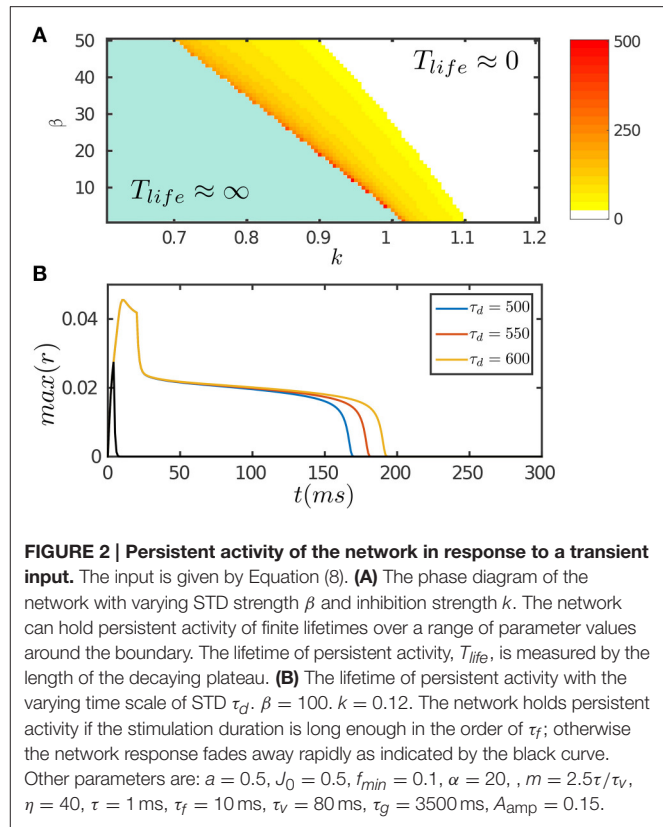 A
50
40
30
20
10
β
T_life ≈ 0
T_life ≈ ∞
0.7 0.8 0.9 1 1.1 1.2
k
500
250
0
B
0.04
0.02
0
max(r)
τ_d = 500
τ_d = 550
τ_d = 600
0 50 100 150 200 250 300
t(ms)
FIGURE 2 | Persistent activity of the network in response to a transient
input. The input is given by Equation (8). (A) The phase diagram of the
network with varying STD strength β and inhibition strength k. The network
can hold persistent activity of finite lifetimes over a range of parameter values
around the boundary. The lifetime of persistent activity, T_life, is measured by the
length of the decaying plateau. (B) The lifetime of persistent activity with the
varying time scale of STD τ_d. β = 100. k = 0.12. The network holds persistent
activity if the stimulation duration is long enough in the order of τ_f; otherwise
the network response fades away rapidly as indicated by the black curve.
Other parameters are: a = 0.5, J_0 = 0.5, f_min = 0.1, α = 20, , m = 2.5τ/τ_v,
η = 40, τ = 1 ms, τ_f = 10 ms, τ_v = 80 ms, τ_g = 3500 ms, A_amp = 0.15.